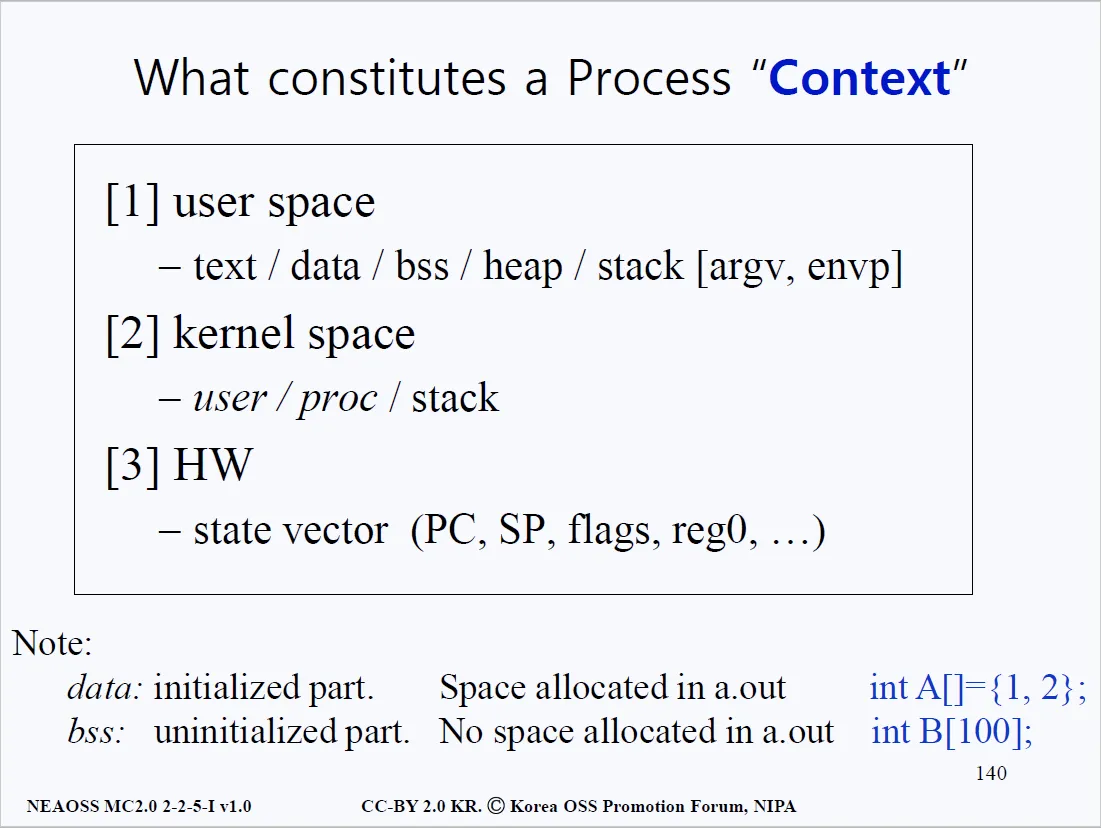 What constitutes a Process “Context”
[1] user space
– text / data / bss / heap / stack [argv, envp]
[2] kernel space
– user / proc / stack
[3] HW
– state vector (PC, SP, flags, reg0, …)
Note:
data: initialized part. Space allocated in a.out int A[]={1, 2};
bss: uninitialized part. No space allocated in a.out int B[100];
140
NEAOSS MC2.0 2-2-5-I v1.0 CC-BY 2.0 KR. Ⓒ Korea OSS Promotion Forum, NIPA